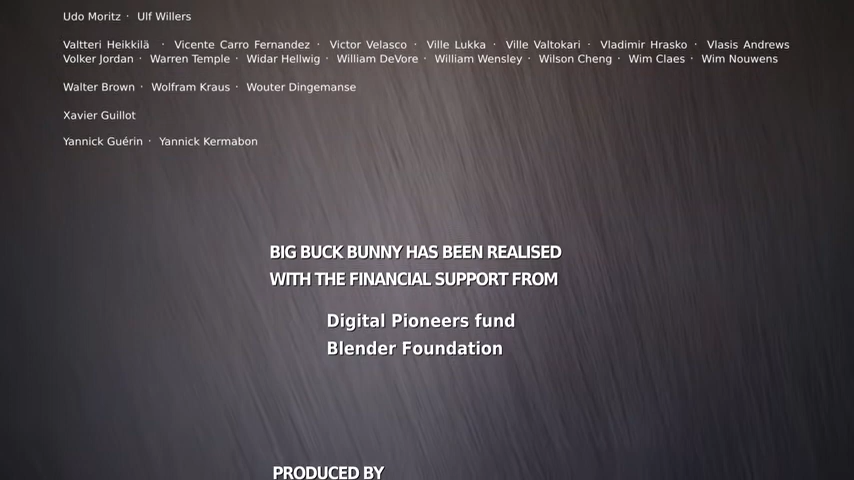 Udo Moritz · Ulf Willers
Valtteri Heikkilä · Vicente Carro Fernandez · Victor Velasco · Ville Lukka · Ville Valtokari · Vladimir Hrasko · Vlasis Andrews
Volker Jordan · Warren Temple · Widar Hellwig · William DeVore · William Wensley · Wilson Cheng · Wim Claes · Wim Nouwens
Walter Brown · Wolfram Kraus · Wouter Dingemanse
Xavier Guillot
Yannick Guérin · Yannick Kermabon
BIG BUCK BUNNY HAS BEEN REALISED
WITH THE FINANCIAL SUPPORT FROM
Digital Pioneers fund
Blender Foundation
PRODUCED BY